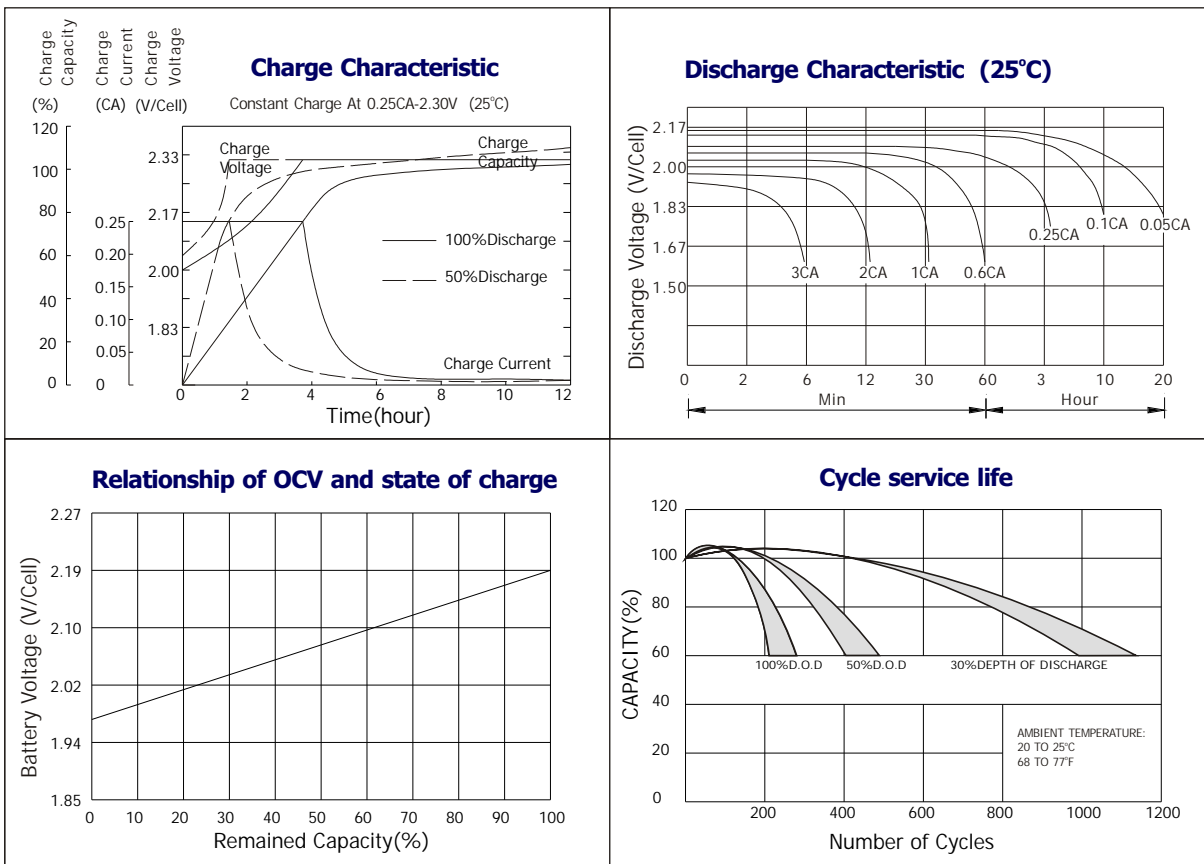 Charge
Capacity
Charge
Current
Charge
Voltage
(%)
(CA)
(V/Cell)
Charge Characteristic
Constant Charge At 0.25CA-2.30V (25°C)
120
100
80
60
40
20
0
0.25
0.20
0.15
0.10
0.05
0
2.33
2.17
2.00
1.83
Charge
Voltage
Charge
Capacity
100%Discharge
50%Discharge
Charge Current
0 2 4 6 8 10 12
Time(hour)
Discharge Characteristic (25°C)
Discharge Voltage (V/Cell)
2.17
2.00
1.83
1.67
1.50
3CA
2CA
1CA
0.6CA
0.25CA
0.1CA
0.05CA
0 2 6 12 30 60 3 10 20
Min
Hour
Relationship of OCV and state of charge
Battery Voltage (V/Cell)
2.27
2.19
2.10
2.02
1.94
1.85
0 10 20 30 40 50 60 70 80 90 100
Remained Capacity(%)
Cycle service life
CAPACITY(%)
120
100
80
60
40
20
0
100%D.O.D
50%D.O.D
30%DEPTH OF DISCHARGE
AMBIENT TEMPERATURE:
20 TO 25°C
68 TO 77°F
200 400 600 800 1000 1200
Number of Cycles